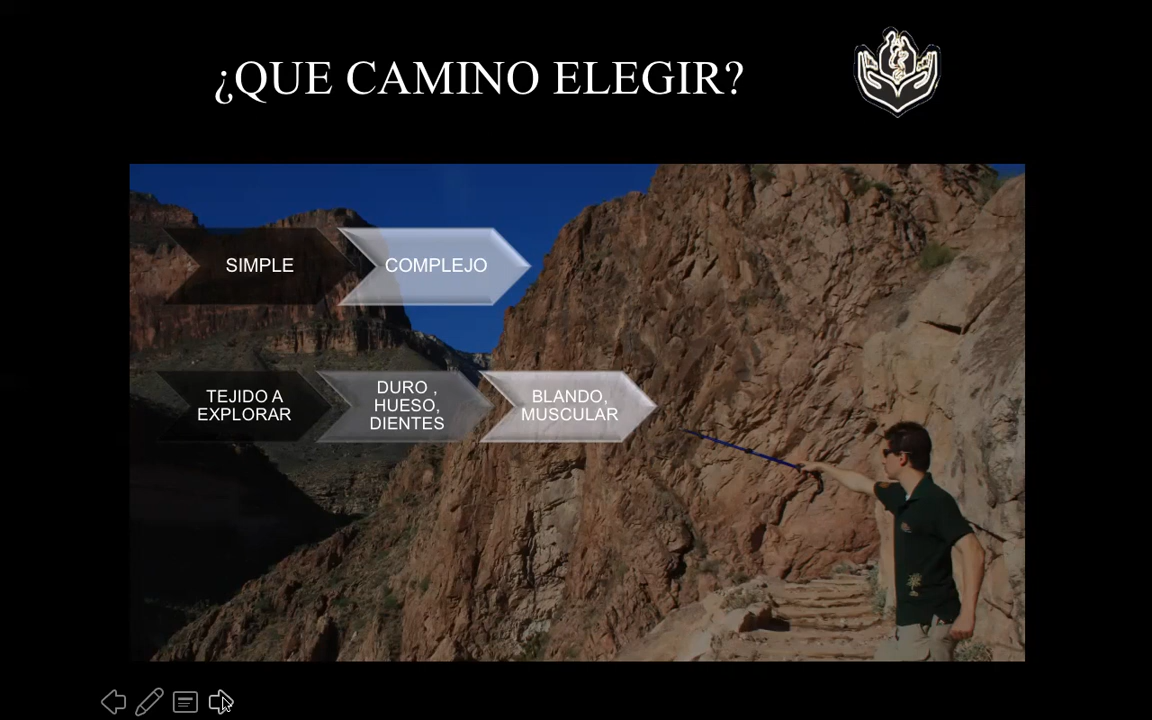 ¿QUE CAMINO ELEGIR?
SIMPLE
COMPLEJO
TEJIDO A
EXPLORAR
DURO ,
HUESO,
DIENTES
BLANDO,
MUSCULAR